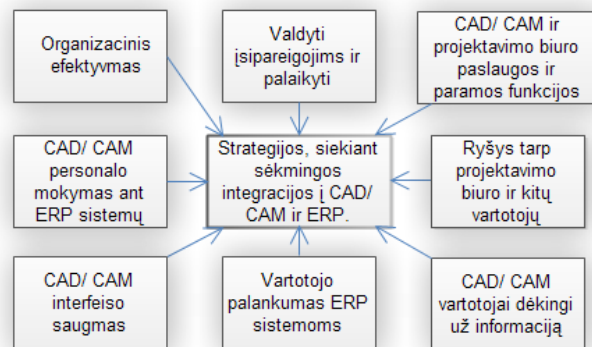 Organizacinis
efektyvmas
Valdyti
įsipareigojims ir
palaikyti
CAD/ CAM ir
projektavimo biuro
paslaugos ir
paramos funkcijos
CAD/ CAM
personalo
mokymas ant
ERP sistemų
Strategijos, siekiant
sėkmingos
integracijos į CAD/
CAM ir ERP.
Ryšys tarp
projektavimo
biuro ir kitų
vartotojų
CAD/ CAM
interfeiso
saugmas
Vartotojo
palankumas ERP
sistemoms
CAD/ CAM
vartotojai dėkingi
už informaciją